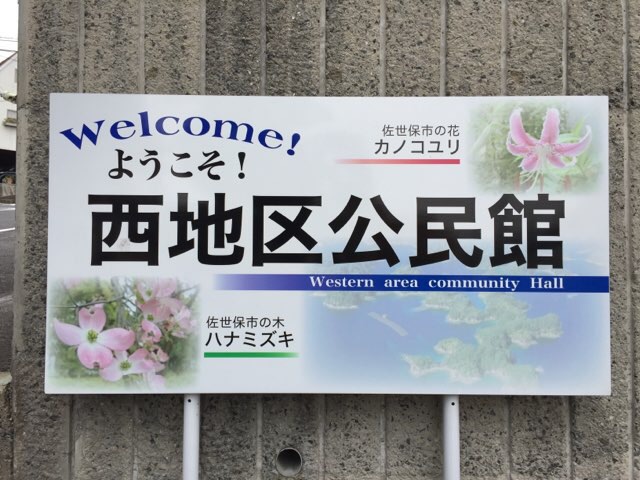 Welcome!
ようこそ!
佐世保市の花
カノコユリ
西地区公民館
Western area community Hall
佐世保市の木
ハナミズキ